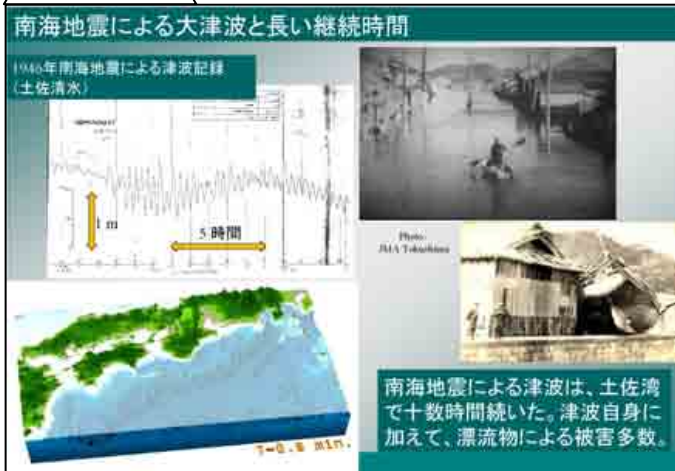 南海地震による大津波と長い継続時間
1946年南海地震による津波記録
(土佐清水)
1 m
5 時間
Photo:
JMA Tokushima
T=0.5 min.
南海地震による津波は、土佐湾
で十数時間続いた。津波自身に
加えて、漂流物による被害多数。